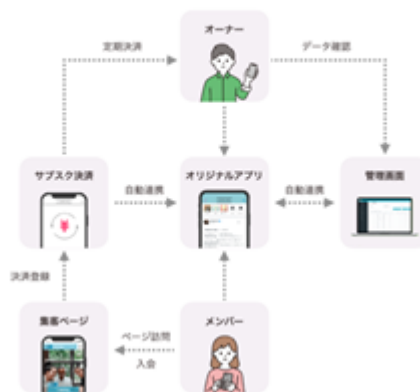 オーナー
定期決済
データ確認
サブスク決済
オリジナルアプリ
管理画面
自動連携
自動連携
決済登録
集客ページ
ページ訪問
入会
メンバー